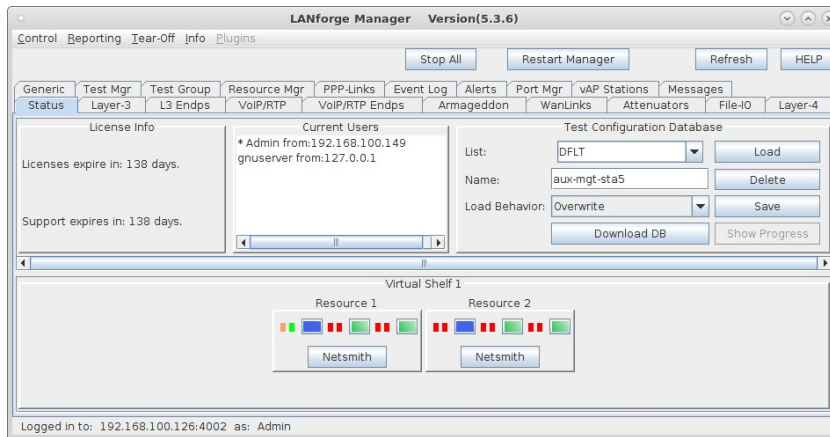 LANforge Manager Version(5.3.6)
Control Reporting Tear-Off Info Plugins
Stop All Restart Manager Refresh HELP
Generic Test Mgr Test Group Resource Mgr PPP-Links Event Log Alerts Port Mgr vAP Stations Messages
Status Layer-3 L3 Endps VoIP/RTP VoIP/RTP Endps Armageddon WanLinks Attenuators File-IO Layer-4
License Info
Licenses expire in: 138 days.
Support expires in: 138 days.
Current Users
* Admin from:192.168.100.149
gnuserver from:127.0.0.1
Test Configuration Database
List: DFLT Load
Name: aux-mgt-sta5 Delete
Load Behavior: Overwrite Save
Download DB Show Progress
Virtual Shelf 1
Resource 1 Resource 2
Netsmith Netsmith
Logged in to: 192.168.100.126:4002 as: Admin